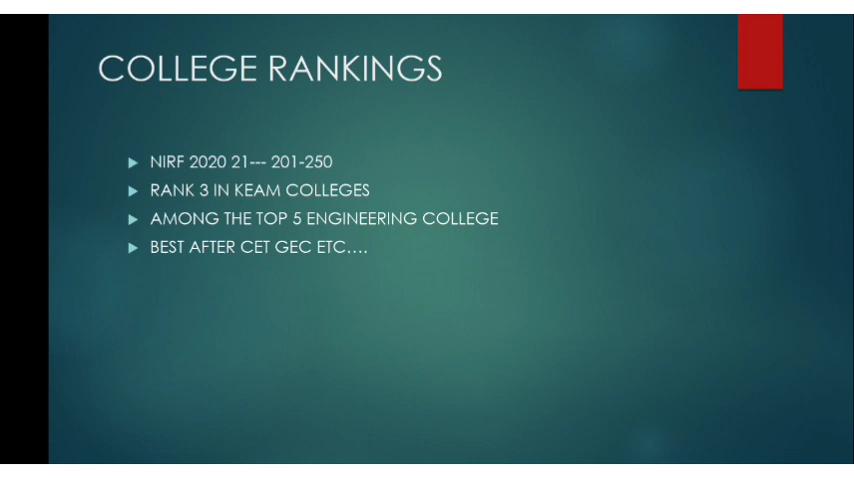 COLLEGE RANKINGS
NIRF 2020 21--- 201-250
RANK 3 IN KEAM COLLEGES
AMONG THE TOP 5 ENGINEERING COLLEGE
BEST AFTER CET GEC ETC....